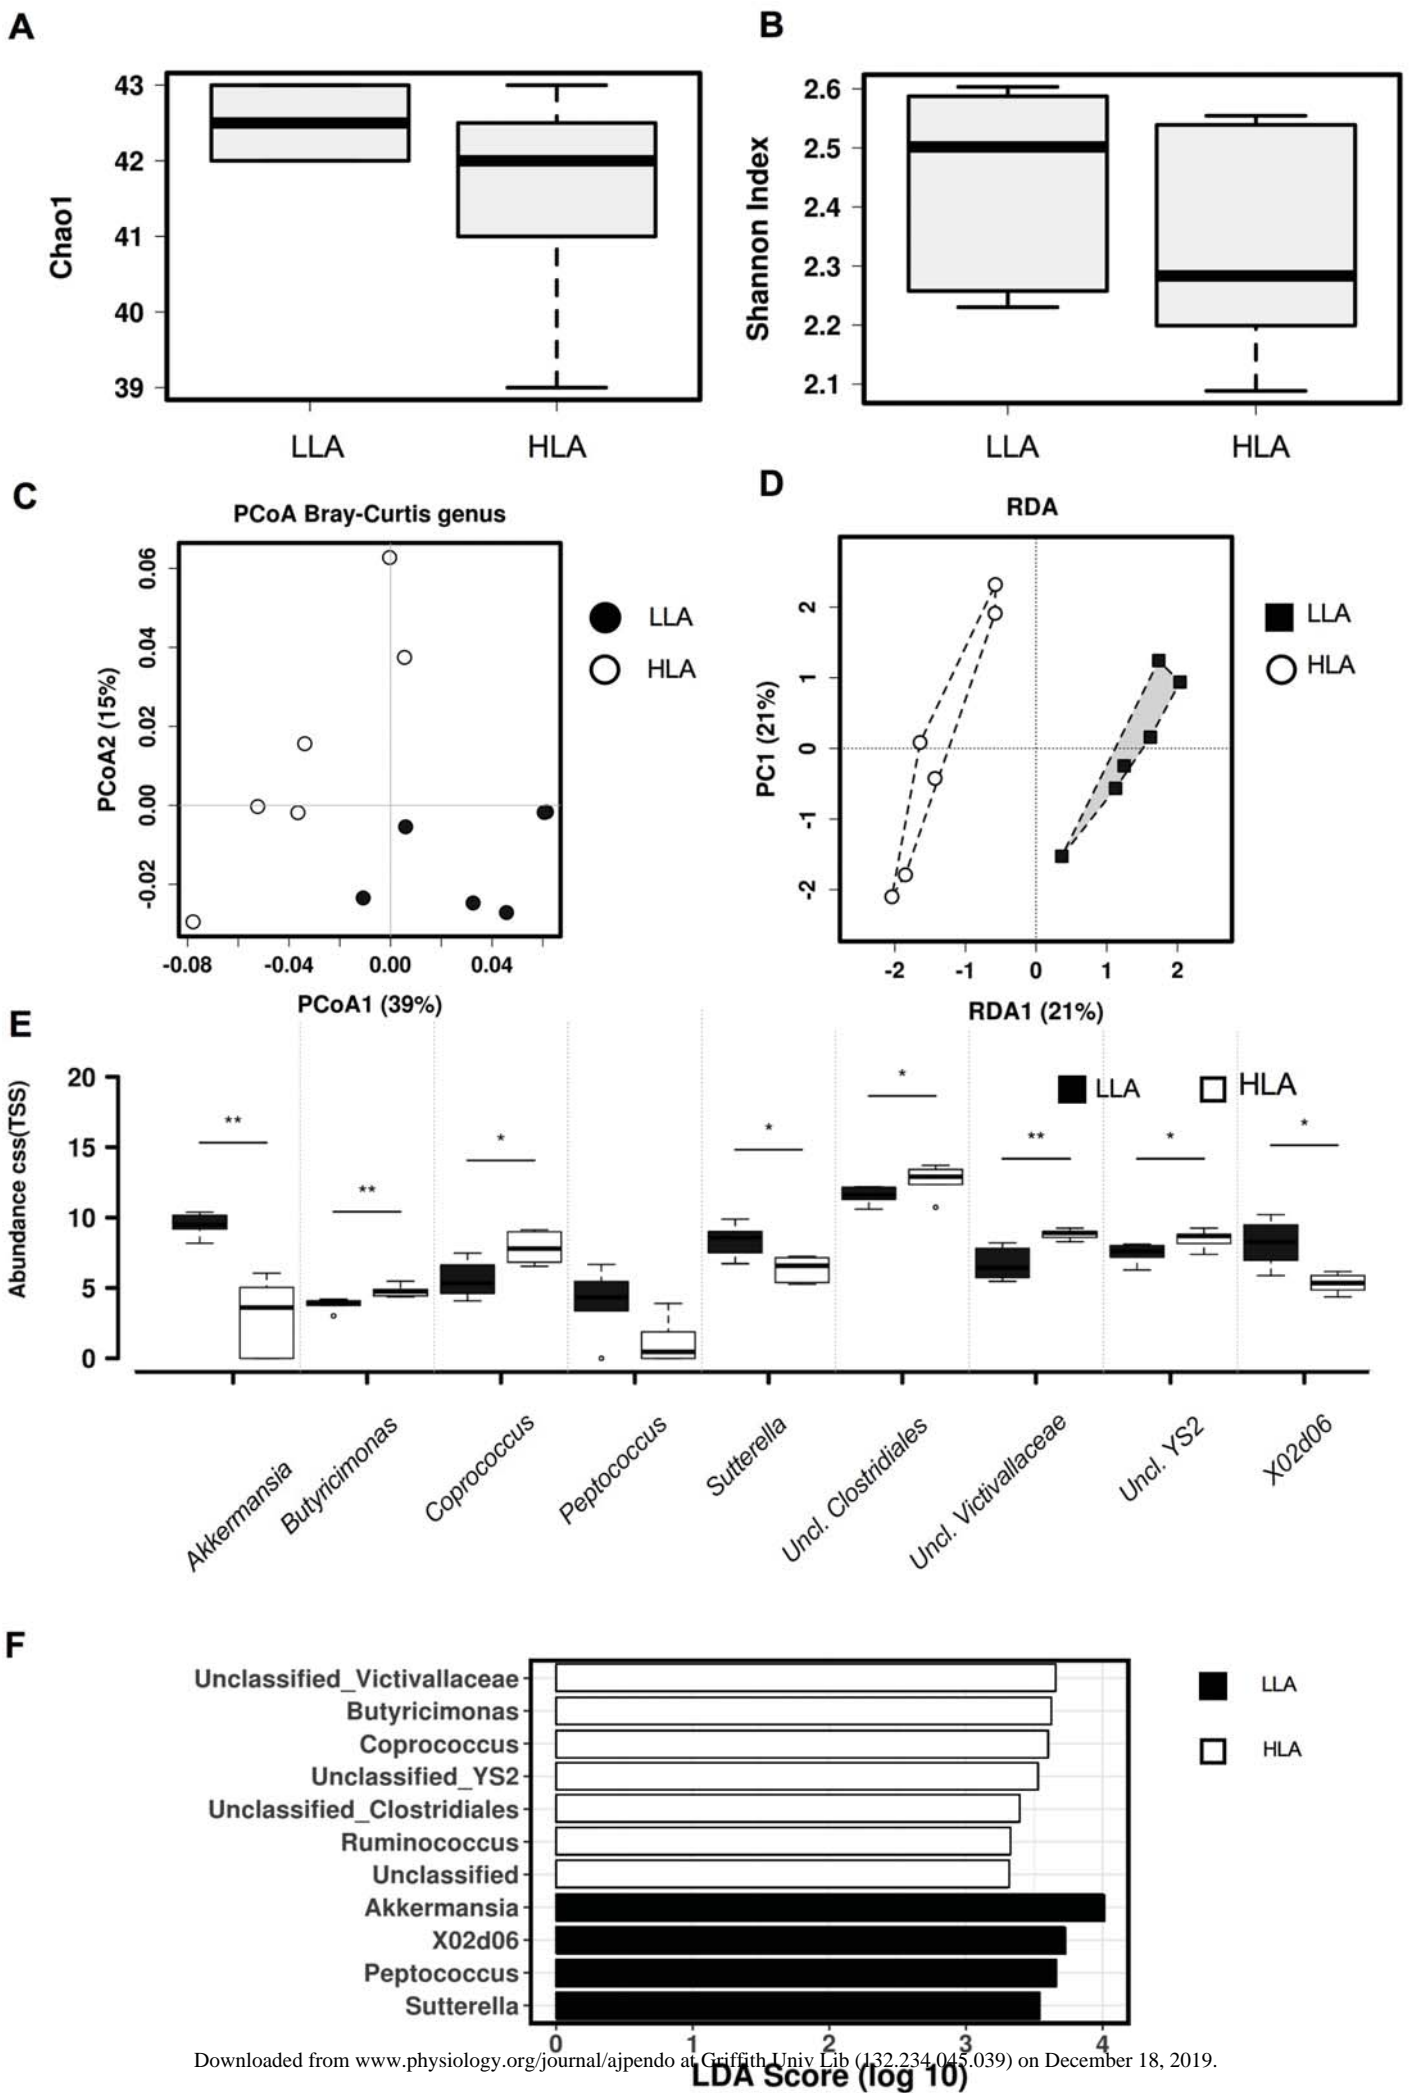 A
43
42
41
40
39
Chao1
LLA HLA
B
2.6
2.5
2.4
2.3
2.2
2.1
Shannon Index
LLA HLA
C
PCoA Bray-Curtis genus
0.06
0.04
0.02
0.00
-0.02
PCoA2 (15%)
-0.08 -0.04 0.00 0.04
PCoA1 (39%)
LLA
HLA
D
RDA
2
1
0
-1
-2
PC1 (21%)
-2 -1 0 1 2
RDA1 (21%)
LLA
HLA
E
Abundance css(TSS)
20
15
10
5
0
** ** * * * ** * *
LLA HLA
Akkermansia
Butyricimonas
Coprococcus
Peptococcus
Sutterella
Uncl. Clostridiales
Uncl. Victivallaceae
Uncl. YS2
X02d06
F
Unclassified_Victivallaceae
Butyricimonas
Coprococcus
Unclassified_YS2
Unclassified_Clostridiales
Ruminococcus
Unclassified
Akkermansia
X02d06
Peptococcus
Sutterella
LLA
HLA
0 1 2 3 4
Downloaded from www.physiology.org/journal/ajpendo at Griffith Univ Lib (132.234.045.039) on December 18, 2019.
LDA Score (log 10)